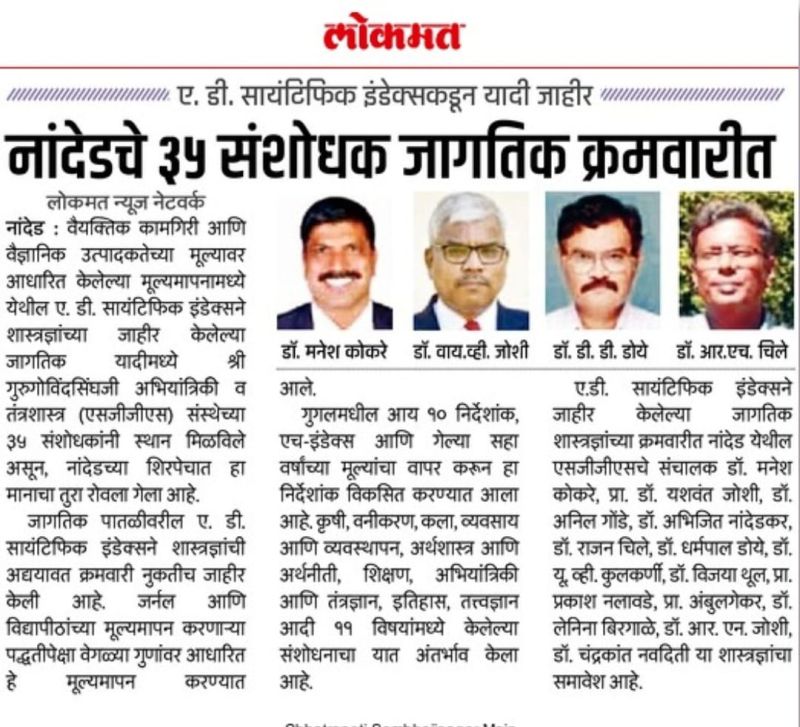 लोकमत
ए. डी. सायंटिफिक इंडेक्सकडून यादी जाहीर
नांदेडचे ३५ संशोधक जागतिक क्रमवारीत
लोकमत न्यूज नेटवर्क
नांदेड : वैयक्तिक कामगिरी आणि
वैज्ञानिक उत्पादकतेच्या मूल्यावर
आधारित केलेल्या मूल्यमापनामध्ये
येथील ए. डी. सायंटिफिक इंडेक्सने
शास्त्रज्ञांच्या जाहीर केलेल्या
जागतिक यादीमध्ये श्री
गुरुगोविंदसिंघजी अभियांत्रिकी व
तंत्रशास्त्र (एसजीजीएस) संस्थेच्या
३५ संशोधकांनी स्थान मिळविले
असून, नांदेडच्या शिरपेचात हा
मानाचा तुरा रोवला गेला आहे.
जागतिक पातळीवरील ए. डी.
सायंटिफिक इंडेक्सने शास्त्रज्ञांची
अद्ययावत क्रमवारी नुकतीच जाहीर
केली आहे. जर्नल आणि
विद्यापीठांच्या मूल्यमापन करणाऱ्या
पद्धतीपेक्षा वेगळ्या गुणांवर आधारित
हे मूल्यमापन करण्यात
डॉ. मनेश कोकरे
डॉ. वाय.व्ही. जोशी
डॉ. डी. डी. डोये
डॉ. आर.एच. चिले
आले.
गुगलमधील आय १० निर्देशांक,
एच-इंडेक्स आणि गेल्या सहा
वर्षांच्या मूल्यांचा वापर करून हा
निर्देशांक विकसित करण्यात आला
आहे. कृषी, वनीकरण, कला, व्यवसाय
आणि व्यवस्थापन, अर्थशास्त्र आणि
अर्थनीती, शिक्षण, अभियांत्रिकी
आणि तंत्रज्ञान, इतिहास, तत्त्वज्ञान
आदी ११ विषयांमध्ये केलेल्या
संशोधनाचा यात अंतर्भाव केला
आहे.
ए.डी. सायंटिफिक इंडेक्सने
जाहीर केलेल्या जागतिक
शास्त्रज्ञांच्या क्रमवारीत नांदेड येथील
एसजीजीएसचे संचालक डॉ. मनेश
कोकरे, प्रा. डॉ. यशवंत जोशी, डॉ.
अनिल गोंडे, डॉ. अभिजित नांदेडकर,
डॉ. राजन चिले, डॉ. धर्मपाल डोये, डॉ.
यू. व्ही. कुलकर्णी, डॉ. विजया थूल, प्रा.
प्रकाश नलावडे, प्रा. अंबुलगेकर, डॉ.
लेनिना बिरगाळे, डॉ. आर. एन. जोशी,
डॉ. चंद्रकांत नवदिती या शास्त्रज्ञांचा
समावेश आहे.